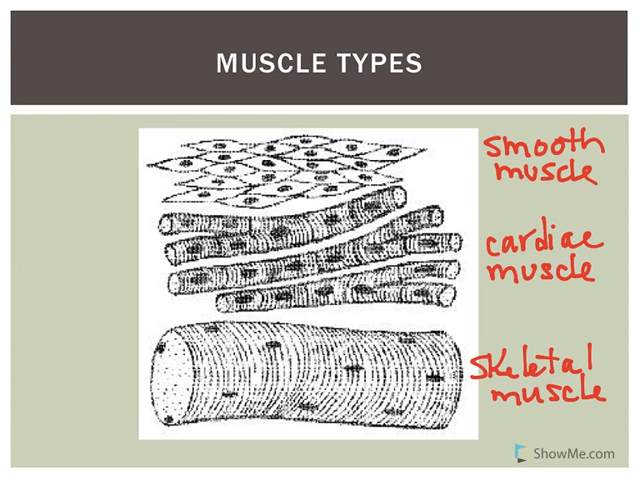 MUSCLE TYPES
smooth
muscle
cardiac
muscle
skeletal
muscle
ShowMe.com